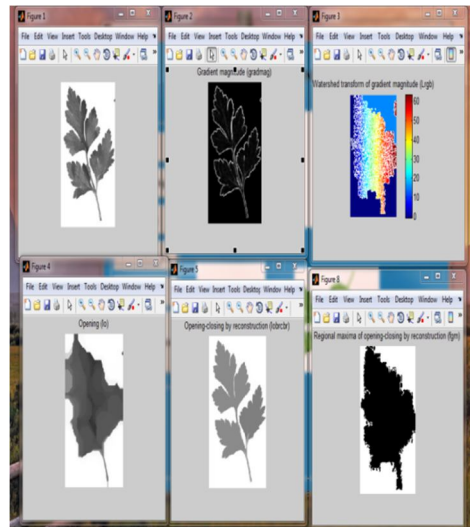 Figure 1
File Edit View Insert Tools Desktop Window Help
Figure 2
File Edit View Insert Tools Desktop Window Help
Gradient magnitude (gradmag)
Figure 3
File Edit View Insert Tools Desktop Window Help
Watershed transform of gradient magnitude (Lrgb)
60
50
40
30
20
10
0
Figure 4
File Edit View Insert Tools Desktop Window Help
Opening (Io)
Figure 5
File Edit View Insert Tools Desktop Window Help
Opening-closing by reconstruction (Iobrcbr)
Figure 8
File Edit View Insert Tools Desktop Window Help
Regional maxima of opening-closing by reconstruction (fgm)